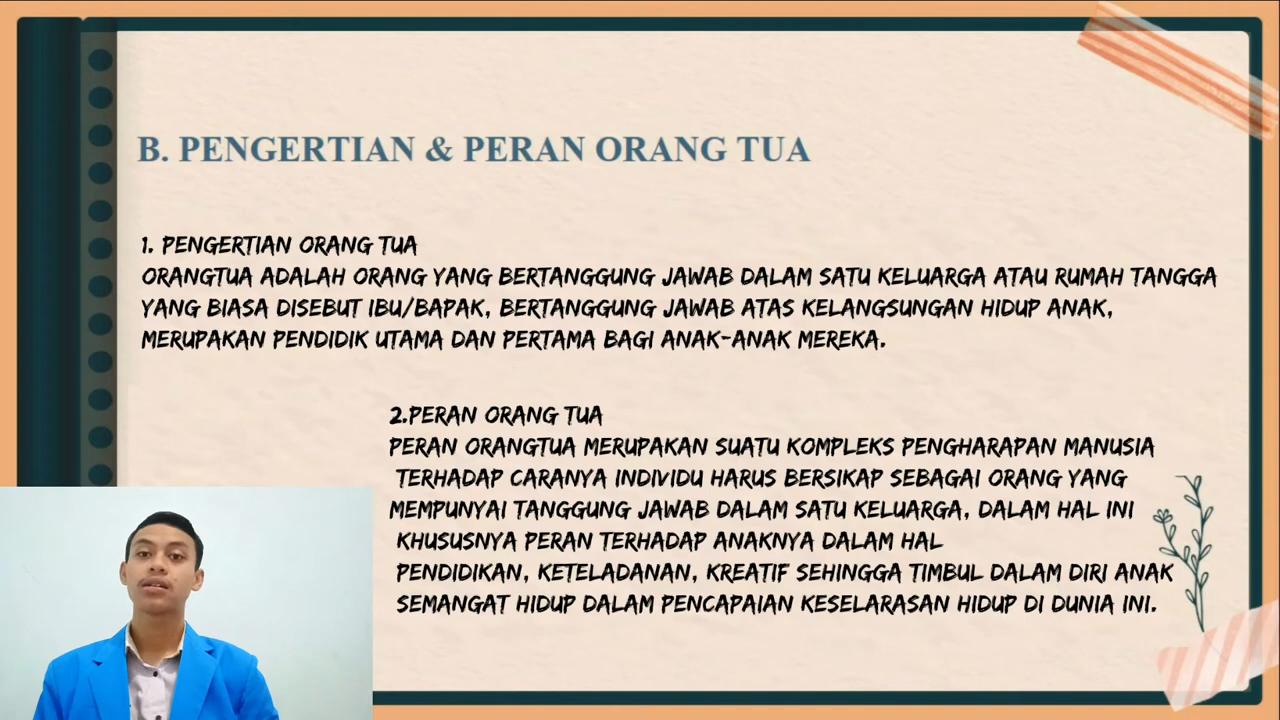 B. PENGERTIAN & PERAN ORANG TUA
1. PENGERTIAN ORANG TUA
ORANGTUA ADALAH ORANG YANG BERTANGGUNG JAWAB DALAM SATU KELUARGA ATAU RUMAH TANGGA
YANG BIASA DISEBUT IBU/BAPAK, BERTANGGUNG JAWAB ATAS KELANGSUNGAN HIDUP ANAK,
MERUPAKAN PENDIDIK UTAMA DAN PERTAMA BAGI ANAK-ANAK MEREKA.
2.PERAN ORANG TUA
PERAN ORANGTUA MERUPAKAN SUATU KOMPLEKS PENGHARAPAN MANUSIA
TERHADAP CARANYA INDIVIDU HARUS BERSIKAP SEBAGAI ORANG YANG
MEMPUNYAI TANGGUNG JAWAB DALAM SATU KELUARGA, DALAM HAL INI
KHUSUSNYA PERAN TERHADAP ANAKNYA DALAM HAL
PENDIDIKAN, KETELADANAN, KREATIF SEHINGGA TIMBUL DALAM DIRI ANAK
SEMANGAT HIDUP DALAM PENCAPAIAN KESELARASAN HIDUP DI DUNIA INI.